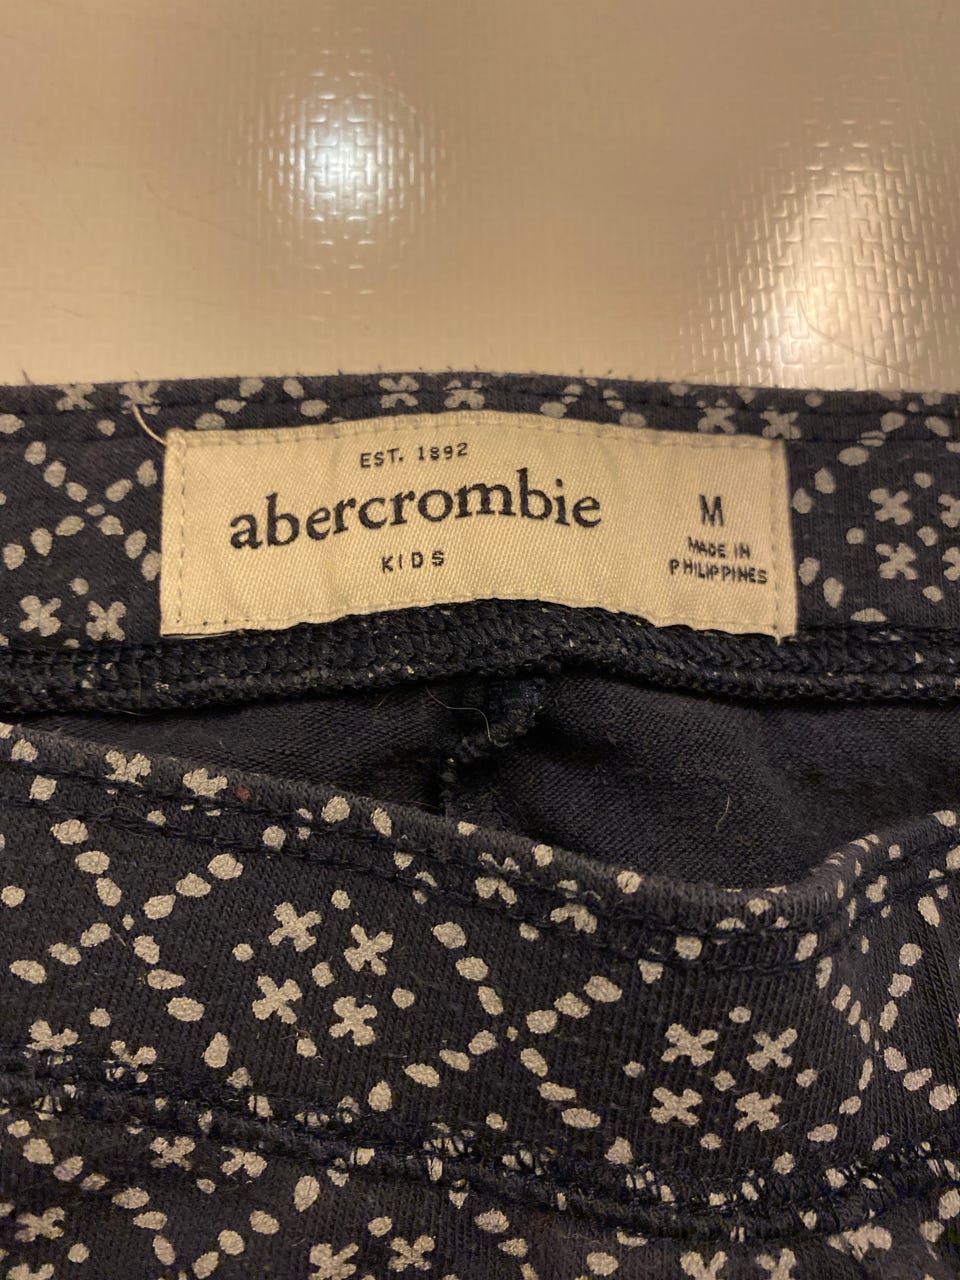 EST. 1892
abercrombie
KIDS
M
MADE IN
PHILIPPINES